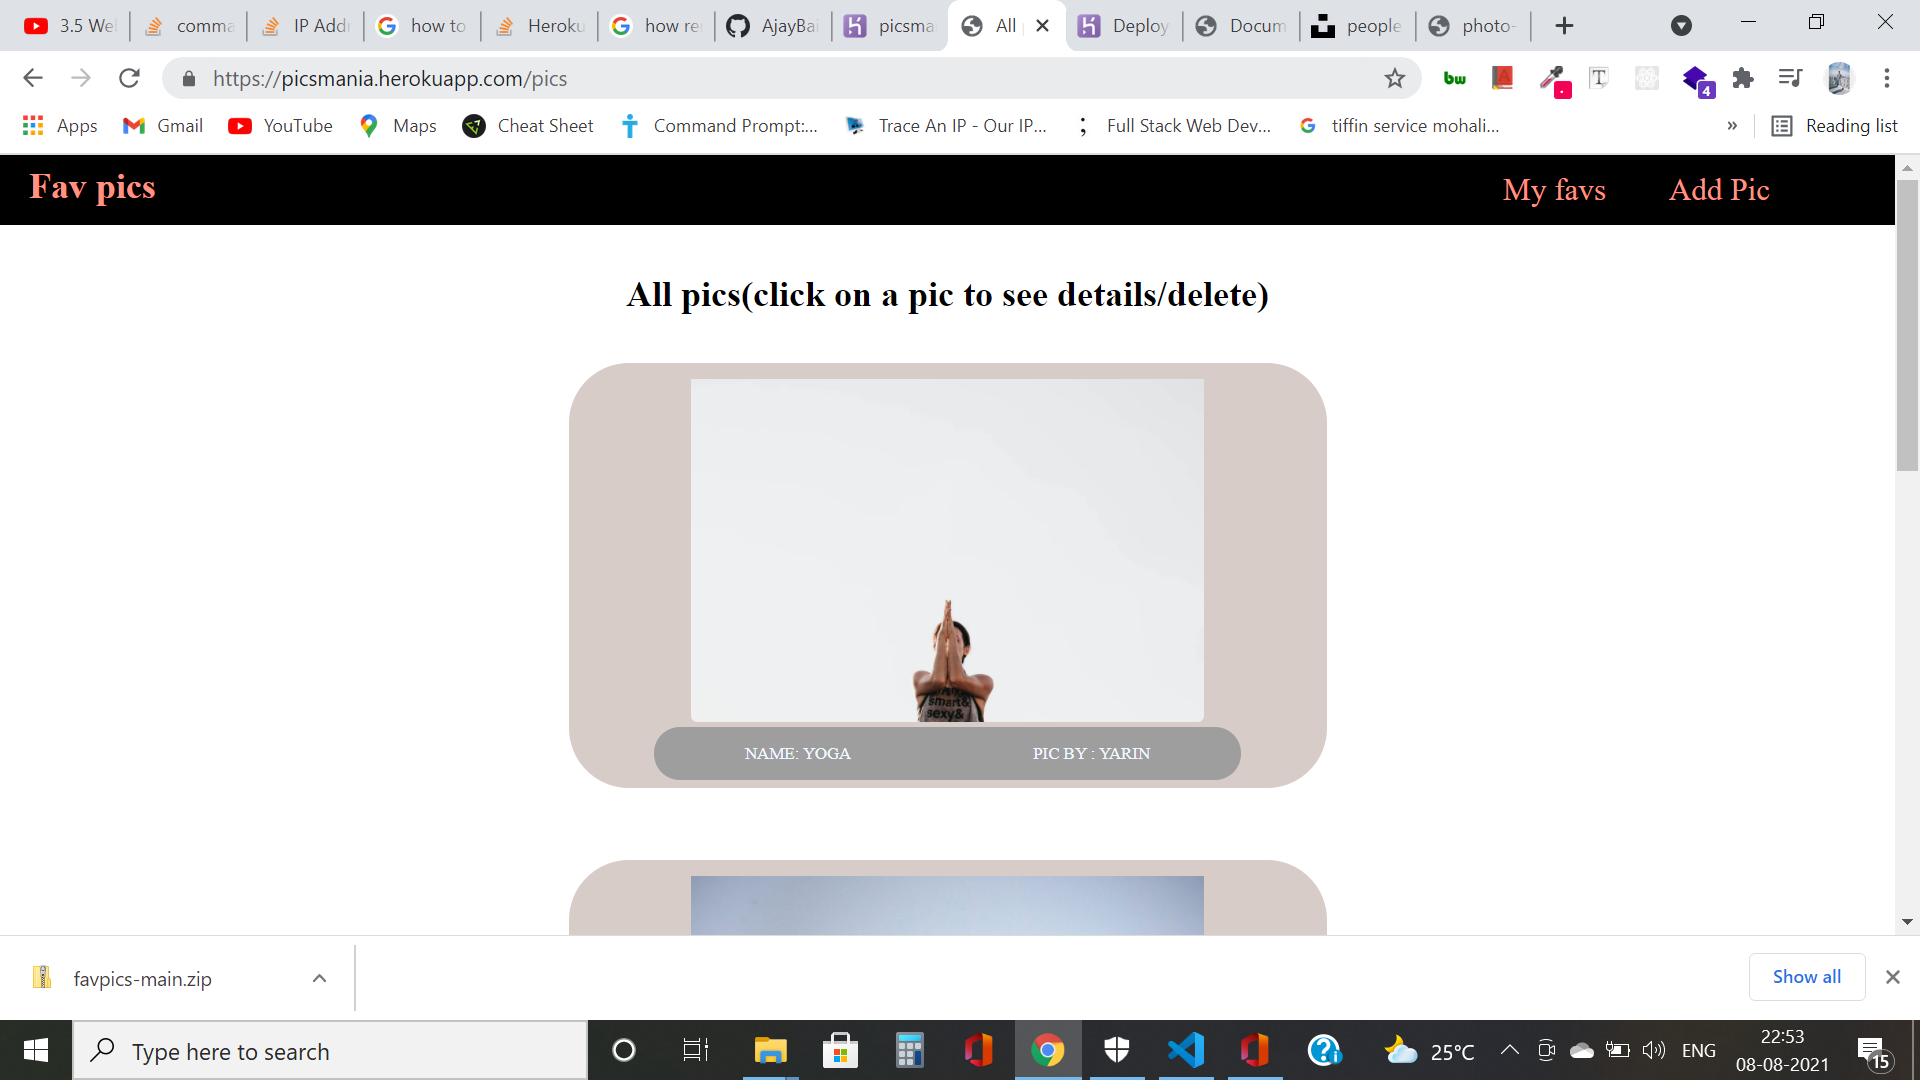 3.5 Wel
comma
IP Addr
how to
Heroku
how re
AjayBai
picsma
All
Deploy
Docum
people
photo-
https://picsmania.herokuapp.com/pics
bw
T
4
Apps
Gmail
YouTube
Maps
Cheat Sheet
Command Prompt:...
Trace An IP - Our IP...
Full Stack Web Dev...
tiffin service mohali...
»
Reading list
Fav pics
My favs
Add Pic
All pics(click on a pic to see details/delete)
smart&
sexy&
NAME: YOGA
PIC BY : YARIN
favpics-main.zip
Show all
Type here to search
25°C
ENG
22:53
08-08-2021
15